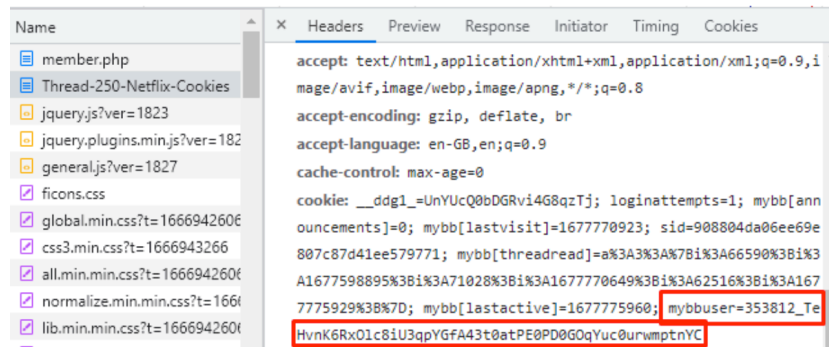 Name
member.php
Thread-250-Netflix-Cookies
jquery.js?ver=1823
jquery.plugins.min.js?ver=182
general.js?ver=1827
ficons.css
global.min.css?t=1666942606
css3.min.css?t=1666943266
all.min.min.css?t=1666942606
normalize.min.min.css?t=1666
lib.min.min.css?t=1666942606
× Headers Preview Response Initiator Timing Cookies
accept: text/html,application/xhtml+xml,application/xml;q=0.9,i
mage/avif,image/webp,image/apng,*/*;q=0.8
accept-encoding: gzip, deflate, br
accept-language: en-GB,en;q=0.9
cache-control: max-age=0
cookie: __ddg1_=UnYUcQ0bDGRvi4G8qzTj; loginattempts=1; mybb[ann
ouncements]=0; mybb[lastvisit]=1677770923; sid=908804da06ee69e
807c87d41ee579771; mybb[threadread]=a%3A3%3A%7Bi%3A66590%3Bi%3
A1677598895%3Bi%3A71028%3Bi%3A1677770649%3Bi%3A62516%3Bi%3A167
7775929%3B%7D; mybb[lastactive]=1677775960; mybbuser=353812_Te
HvnK6RxOlc8iU3qpYGfA43t0atPE0PD0GOqYuc0urwmptnYC